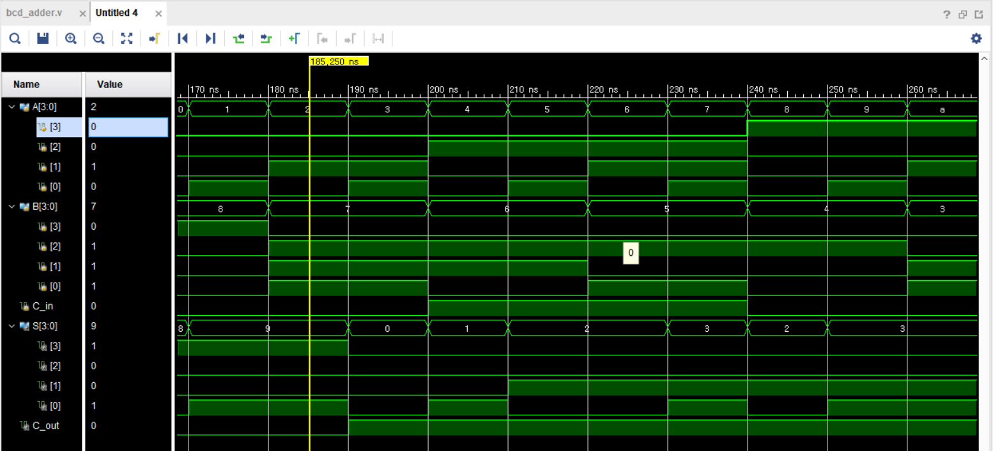 bcd_adder.v × Untitled 4 ×
?
185,250 ns
Name Value
170 ns 180 ns 190 ns 200 ns 210 ns 220 ns 230 ns 240 ns 250 ns 260 ns
A[3:0] 2 0 1 2 3 4 5 6 7 8 9 a
[3] 0
[2] 0
[1] 1
[0] 0
B[3:0] 7 8 7 6 5 4 3
[3] 0
[2] 1
0
[1] 1
[0] 1
C_in 0
S[3:0] 9 8 9 0 1 2 3 2 3
[3] 1
[2] 0
[1] 0
[0] 1
C_out 0